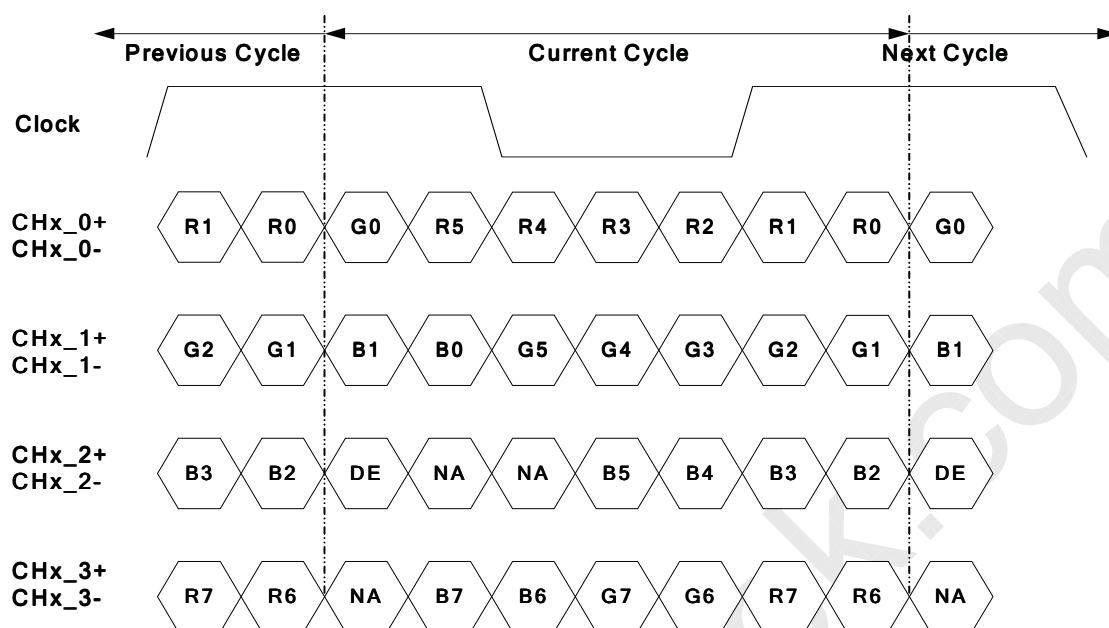 Previous Cycle Current Cycle Next Cycle
Clock
CHx_0+
CHx_0-
R1 R0 G0 R5 R4 R3 R2 R1 R0 G0
CHx_1+
CHx_1-
G2 G1 B1 B0 G5 G4 G3 G2 G1 B1
CHx_2+
CHx_2-
B3 B2 DE NA NA B5 B4 B3 B2 DE
CHx_3+
CHx_3-
R7 R6 NA B7 B6 G7 G6 R7 R6 NA
k.com